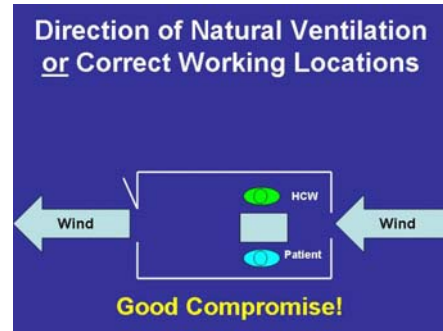 Direction of Natural Ventilation
or Correct Working Locations
HCW
Wind
Wind
Patient
Good Compromise!